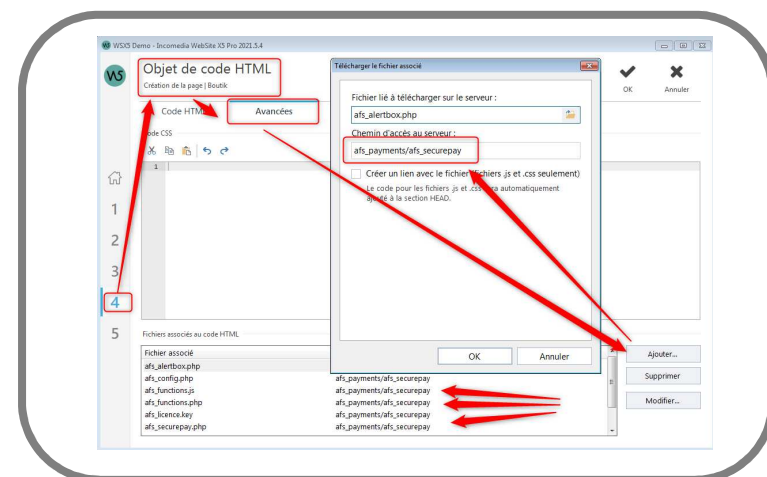 WSX5 Demo - Incomedia WebSite X5 Pro 2021.5.4
W5
Objet de code HTML
Création de la page | Boutik
OK
Annuler
Code HTML
Avancées
Code CSS
1
1
2
3
4
5
Télécharger le fichier associé
Fichier lié à télécharger sur le serveur :
afs_alertbox.php
Chemin d'accès au serveur :
afs_payments/afs_securepay
Créer un lien avec le fichier (fichiers .js et .css seulement)
Le code pour les fichiers .js et .css sera automatiquement
ajouté à la section HEAD.
OK
Annuler
Fichiers associés au code HTML
Fichier associé
afs_alertbox.php
afs_config.php afs_payments/afs_securepay
afs_functions.js afs_payments/afs_securepay
afs_functions.php afs_payments/afs_securepay
afs_licence.key afs_payments/afs_securepay
afs_securepay.php afs_payments/afs_securepay
Ajouter...
Supprimer
Modifier...